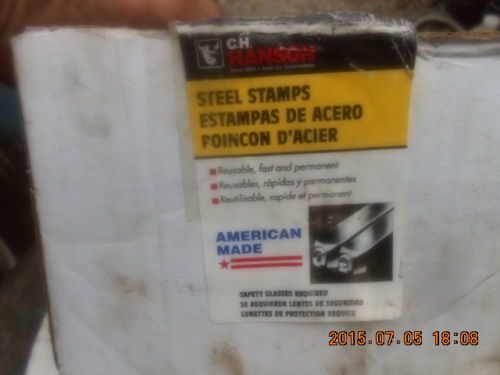 C.H.
HANSON
STEEL STAMPS
ESTAMPAS DE ACERO
POINCON D'ACIER
Reusable, fast and permanent
Reusables, rápidas y permanentes
Reutilisable, rapide et permanent
AMERICAN
MADE
SAFETY GLASSES REQUIRED
SE REQUIEREN LENTES DE SEGURIDAD
LUNETTES DE PROTECTION REQUISE
2015.07.05 18:08